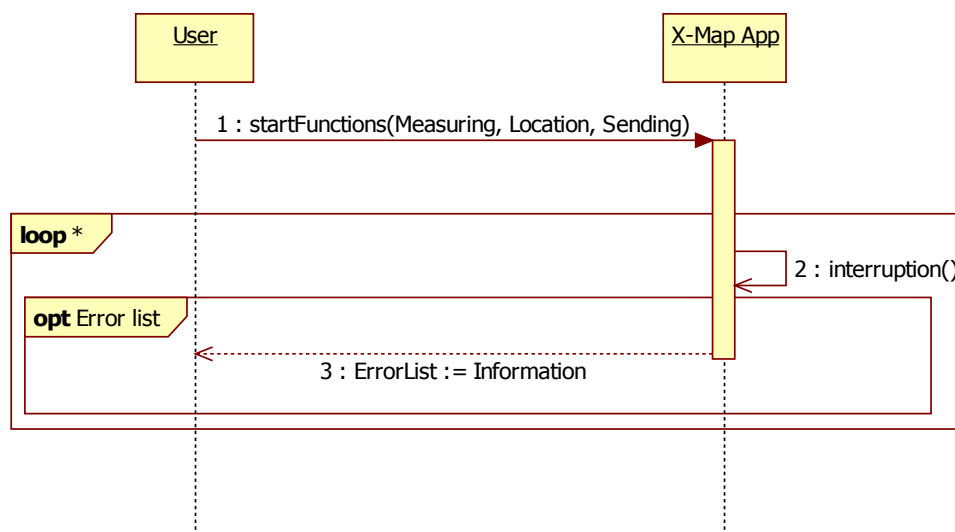 User
X-Map App
1 : startFunctions(Measuring, Location, Sending)
loop *
2 : interruption()
opt Error list
3 : ErrorList := Information